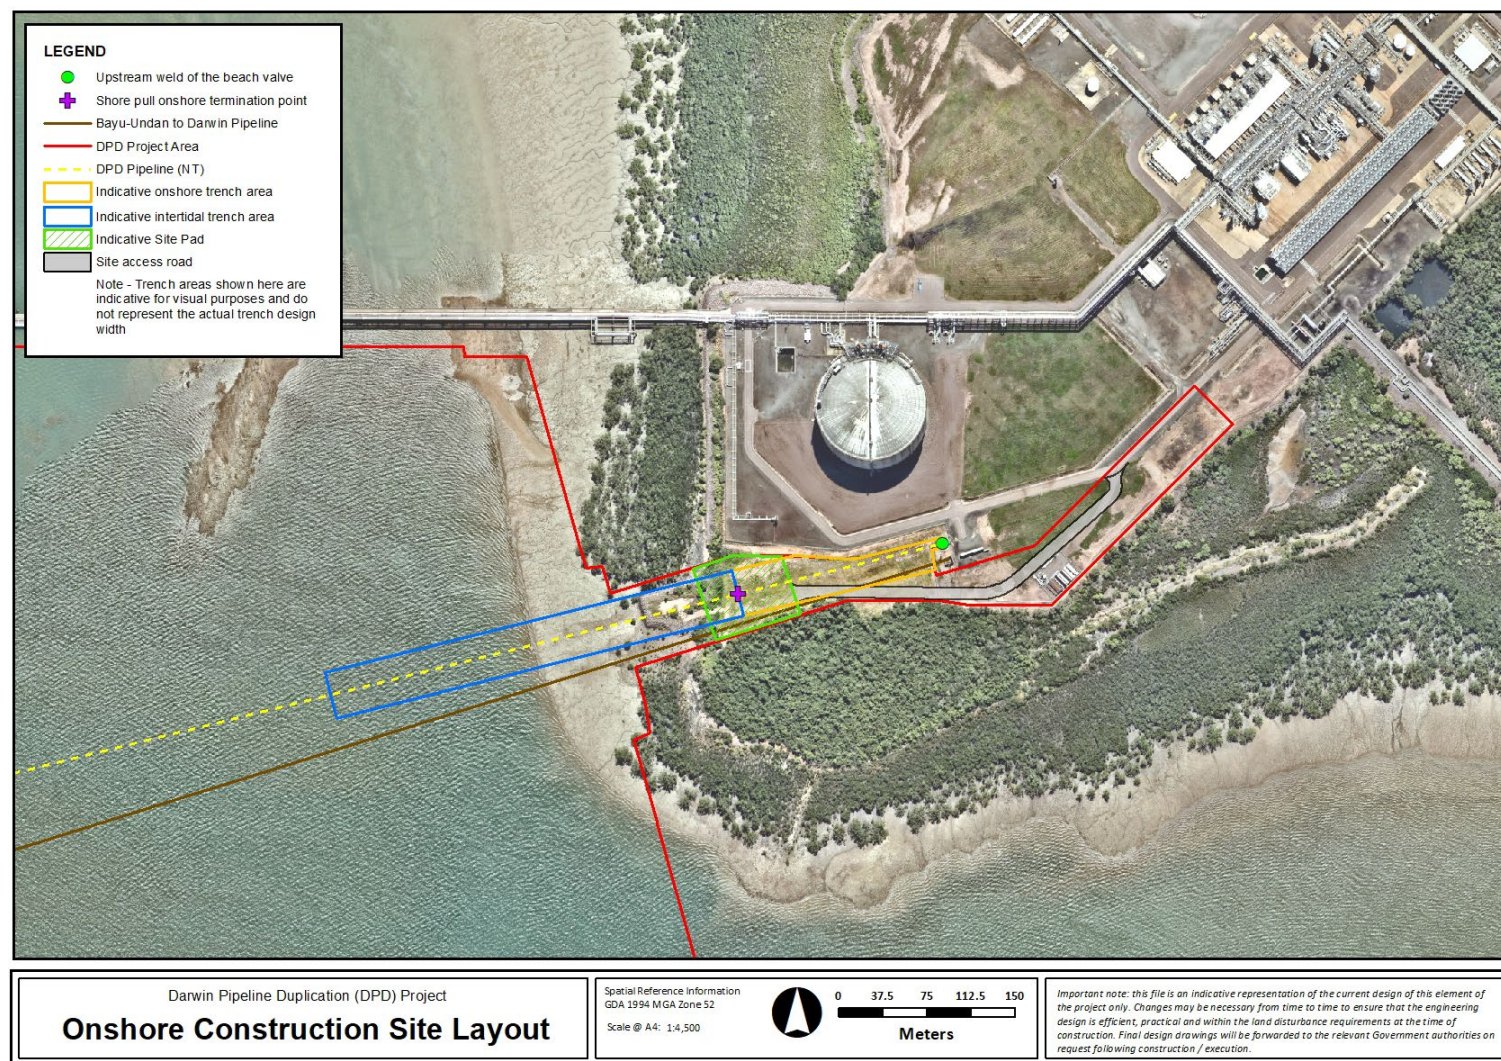 LEGEND
Upstream weld of the beach valve
Shore pull onshore termination point
Bayu-Undan to Darwin Pipeline
DPD Project Area
DPD Pipeline (NT)
Indicative onshore trench area
Indicative intertidal trench area
Indicative Site Pad
Site access road
Note - Trench areas shown here are
indicative for visual purposes and do
not represent the actual trench design
width
Darwin Pipeline Duplication (DPD) Project
Onshore Construction Site Layout
Spatial Reference Information
GDA 1994 MGA Zone 52
Scale @ A4: 1:4,500
0 37.5 75 112.5 150
Meters
Important note: this file is an indicative representation of the current design of this element of
the project only. Changes may be necessary from time to time to ensure that the engineering
design is efficient, practical and within the land disturbance requirements at the time of
construction. Final design drawings will be forwarded to the relevant Government authorities on
request following construction / execution.